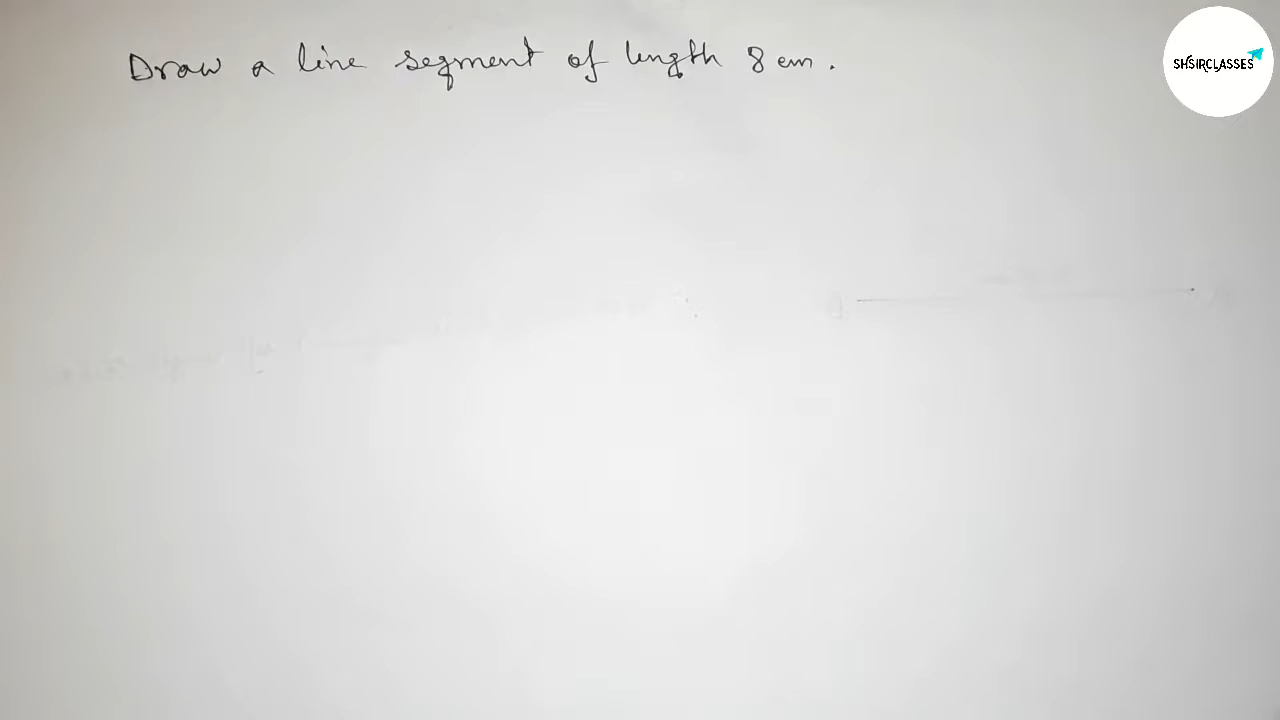 Draw a line segment of length 8 cm.
SHSIRCLASSES